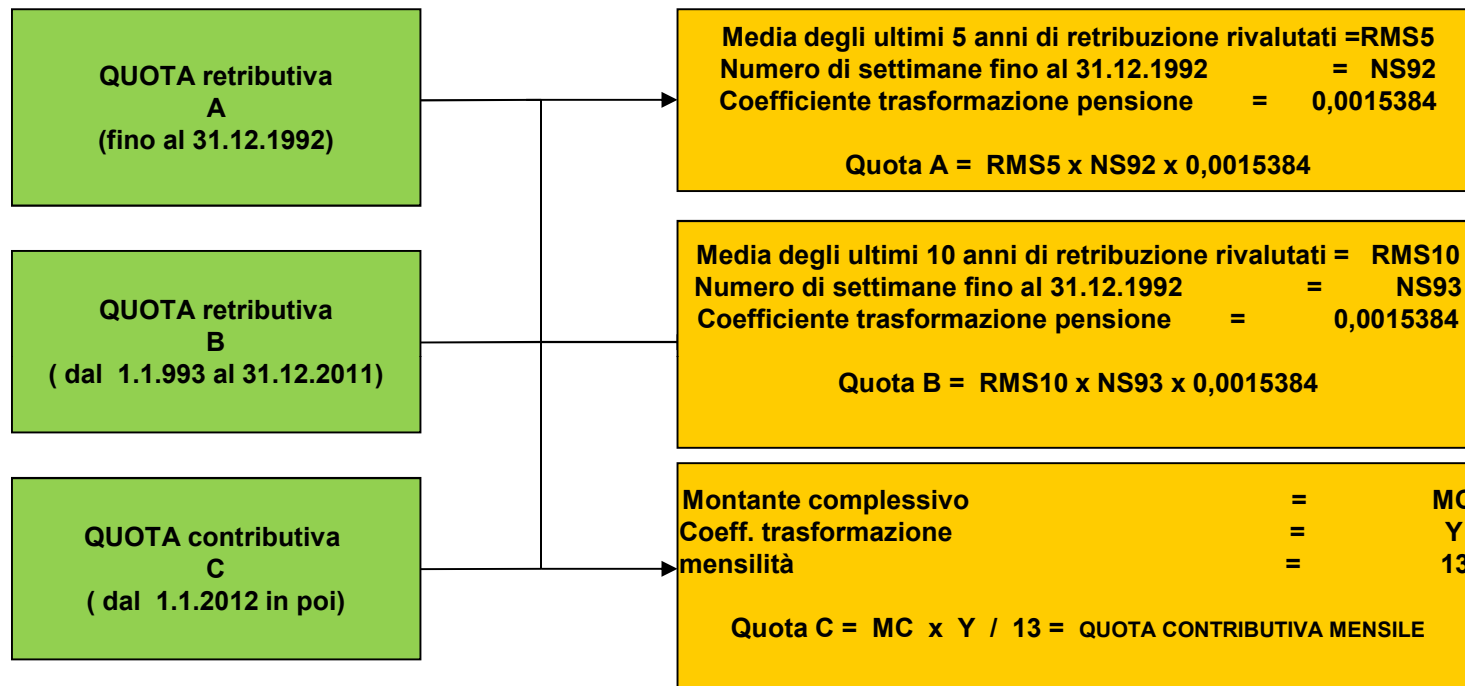 QUOTA retributiva
A
(fino al 31.12.1992)
Media degli ultimi 5 anni di retribuzione rivalutati =RMS5
Numero di settimane fino al 31.12.1992 = NS92
Coefficiente trasformazione pensione = 0,0015384
Quota A = RMS5 x NS92 x 0,0015384
QUOTA retributiva
B
( dal 1.1.993 al 31.12.2011)
Media degli ultimi 10 anni di retribuzione rivalutati = RMS10
Numero di settimane fino al 31.12.1992 = NS93
Coefficiente trasformazione pensione = 0,0015384
Quota B = RMS10 x NS93 x 0,0015384
QUOTA contributiva
C
( dal 1.1.2012 in poi)
Montante complessivo = MC
Coeff. trasformazione = Y
mensilità = 13
Quota C = MC x Y / 13 = QUOTA CONTRIBUTIVA MENSILE